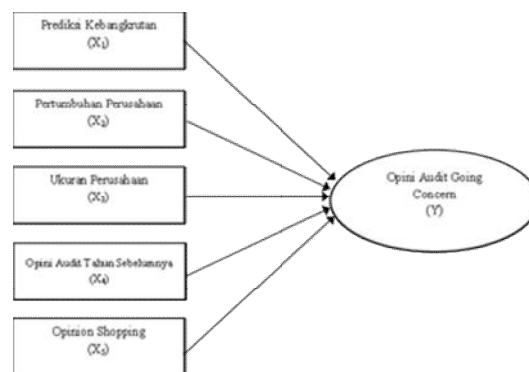 Prediksi Kebangkrutan
(X₁)
Pertumbuhan Perusahaan
(X₂)
Ukuran Perusahaan
(X₃)
Opini Audit Tahun Sebelumnya
(X₄)
Opinion Shopping
(X₅)
Opini Audit Going
Concern
(Y)